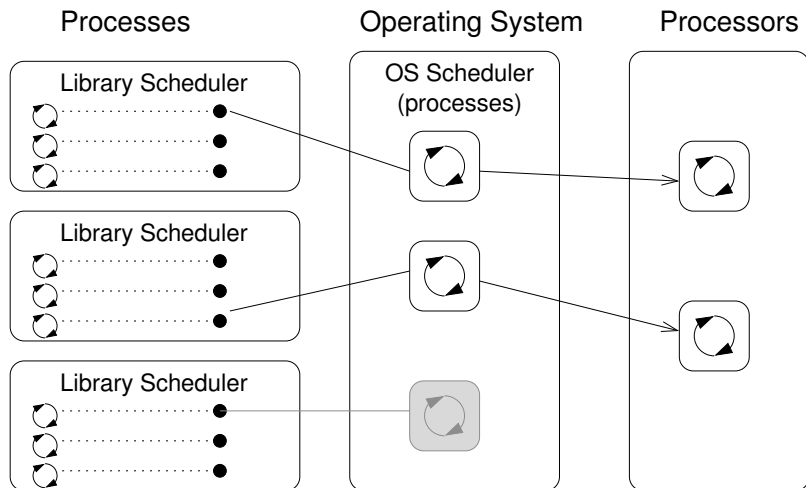 Processes
Operating System
Processors
Library Scheduler
OS Scheduler
(processes)
Library Scheduler
Library Scheduler